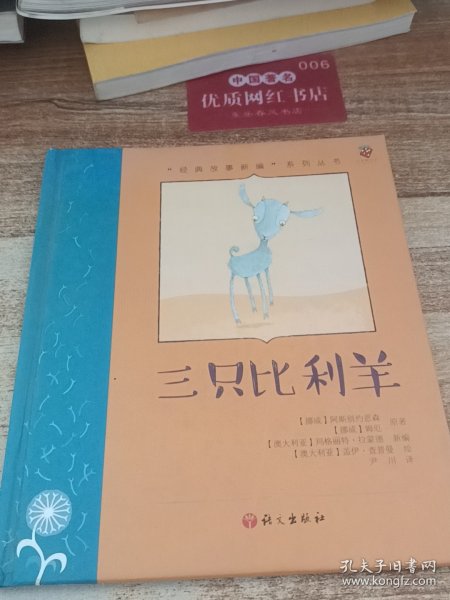 006
中国著名
优质网红书店
"经典故事新编"系列丛书
三只比利羊
【挪威】阿斯别约恩森
【挪威】姆厄 原著
【澳大利亚】玛格丽特·拉蒙德 新编
【澳大利亚】盖伊·查普曼 绘
尹川 译
语文出版社
孔夫子旧书网
www.kongfz.com